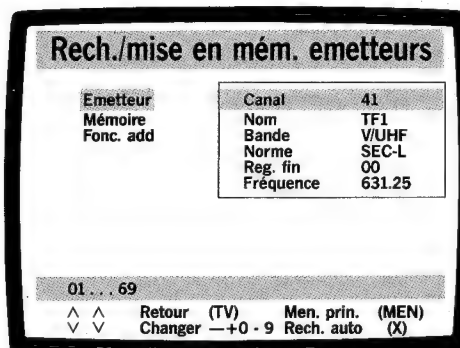 Rech./mise en mém. emetteurs
Emetteur
Mémoire
Fonc. add
Canal 41
Nom TF1
Bande V/UHF
Norme SEC-L
Reg. fin 00
Fréquence 631.25
01...69
∧ ∧ Retour (TV) Men. prin. (MEN)
∨ ∨ Changer —+0 - 9 Rech. auto (X)